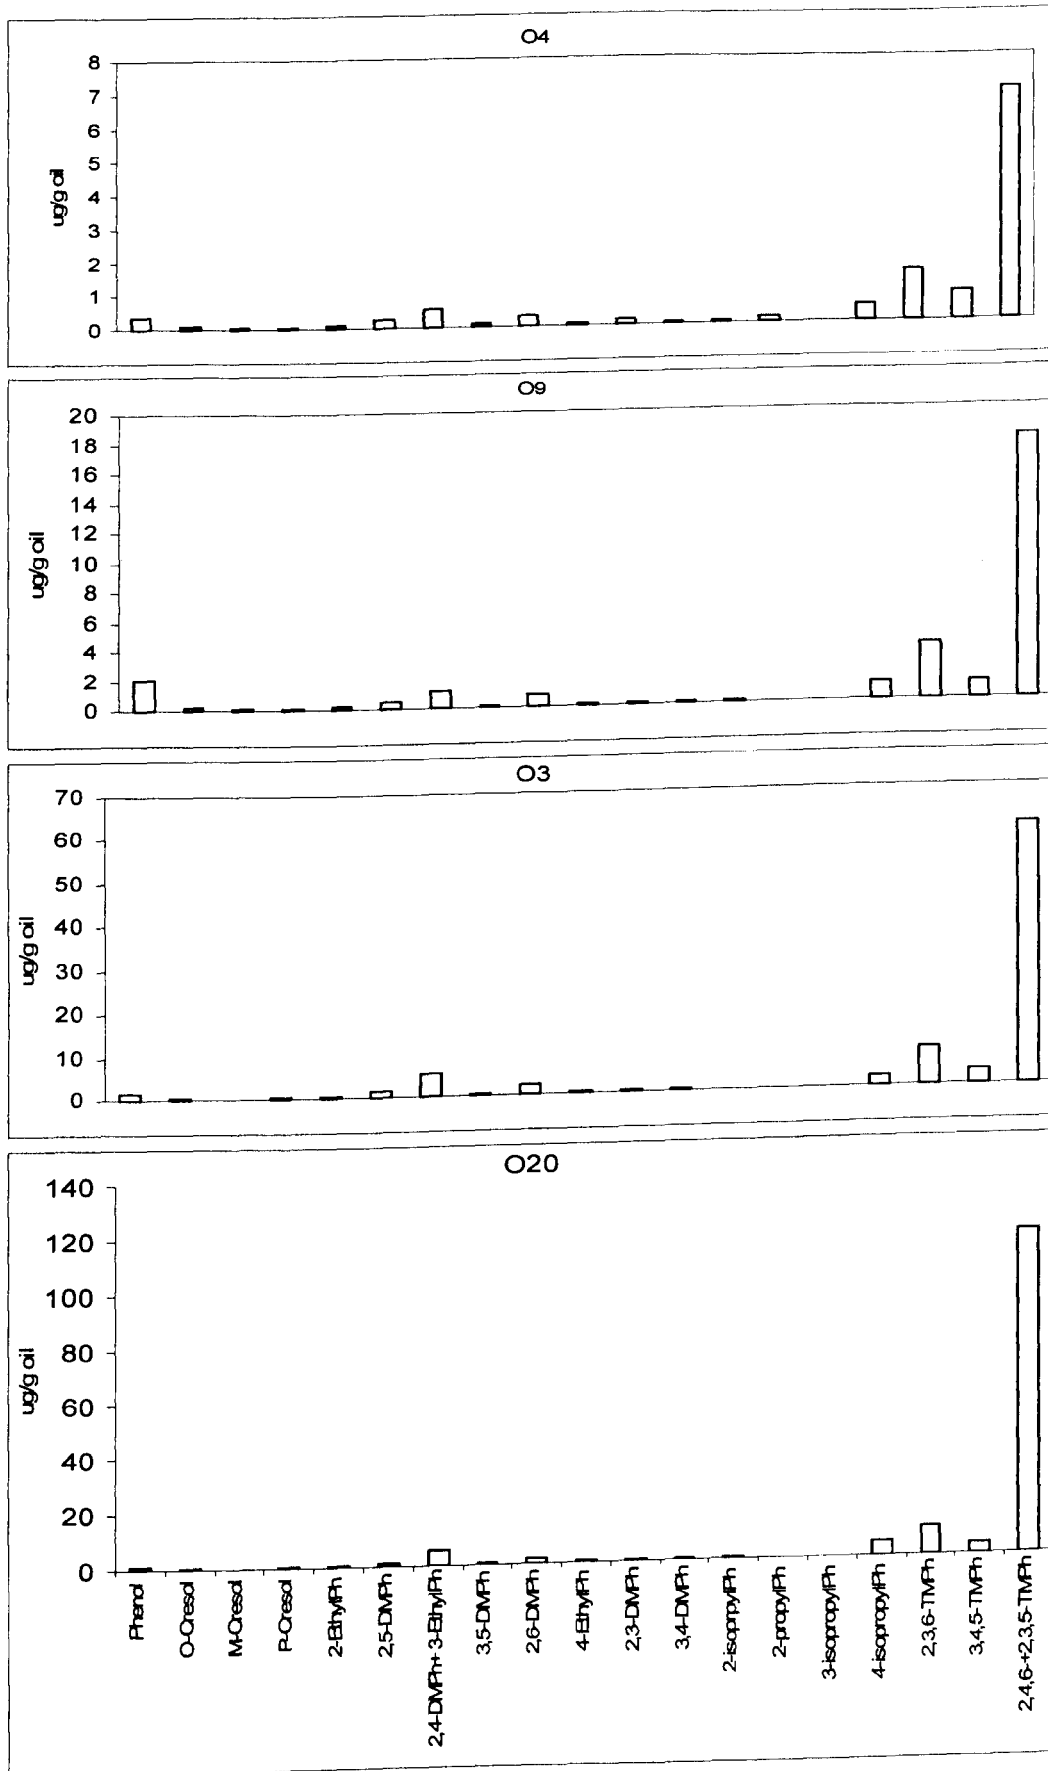 O4
8
7
6
5
4
3
2
1
0
ug/g oil
O9
20
18
16
14
12
10
8
6
4
2
0
ug/g oil
O3
70
60
50
40
30
20
10
0
ug/g oil
O20
140
120
100
80
60
40
20
0
ug/g oil
Phenol
O-Cresol
M-Cresol
P-Cresol
2-EthylPh
2,5-DMPh
2,4-DMPh+3-EthylPh
3,5-DMPh
2,6-DMPh
4-EthylPh
2,3-DMPh
3,4-DMPh
2-isoprpylPh
2-propylPh
3-isopropylPh
4-isopropylPh
2,3,6-TMPh
3,4,5-TMPh
2,4,6-+2,3,5-TMPh